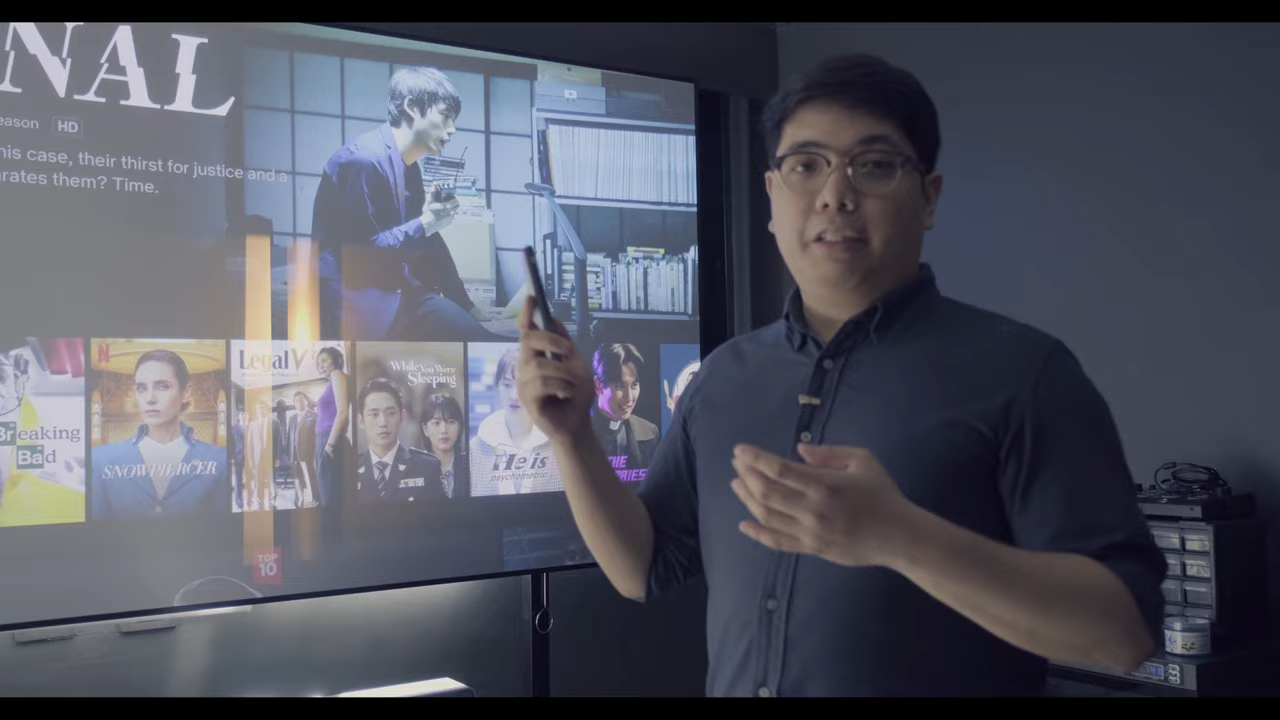 NAL
eason HD
his case, their thirst for justice and a
rates them? Time.
Breaking
Bad
N
SNOWPIERCER
Legal V
While You Were
Sleeping
He is
psychometric
THE
TOP
10